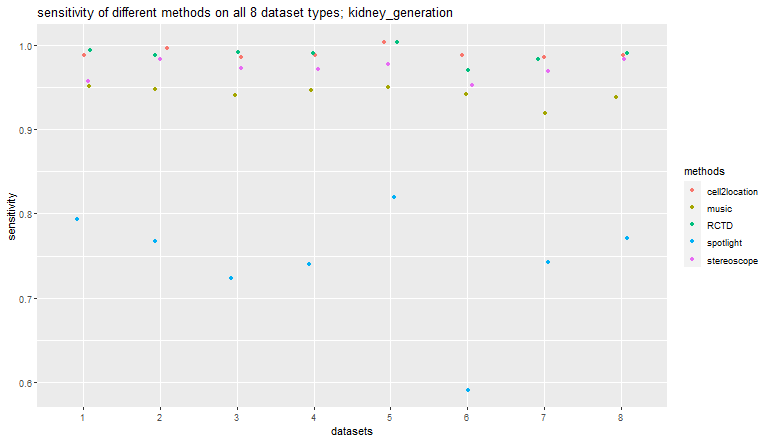 sensitivity of different methods on all 8 dataset types; kidney_generation
1.0
0.9
0.8
0.7
0.6
sensitivity
1 2 3 4 5 6 7 8
datasets
methods
cell2location
music
RCTD
spotlight
stereoscope